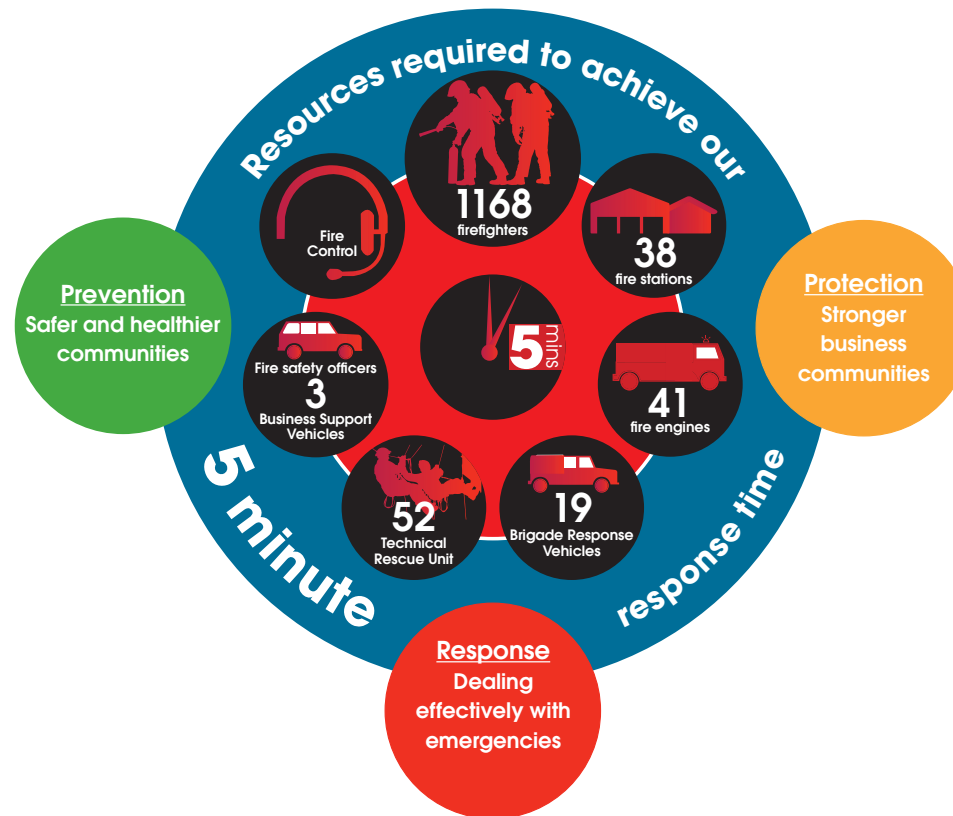 Resources required to achieve our
5 minute
response time
1168
firefighters
38
fire stations
41
fire engines
19
Brigade Response
Vehicles
52
Technical
Rescue Unit
Fire safety officers
3
Business Support
Vehicles
Fire
Control
5
mins
Prevention
Safer and healthier
communities
Protection
Stronger
business
communities
Response
Dealing
effectively with
emergencies